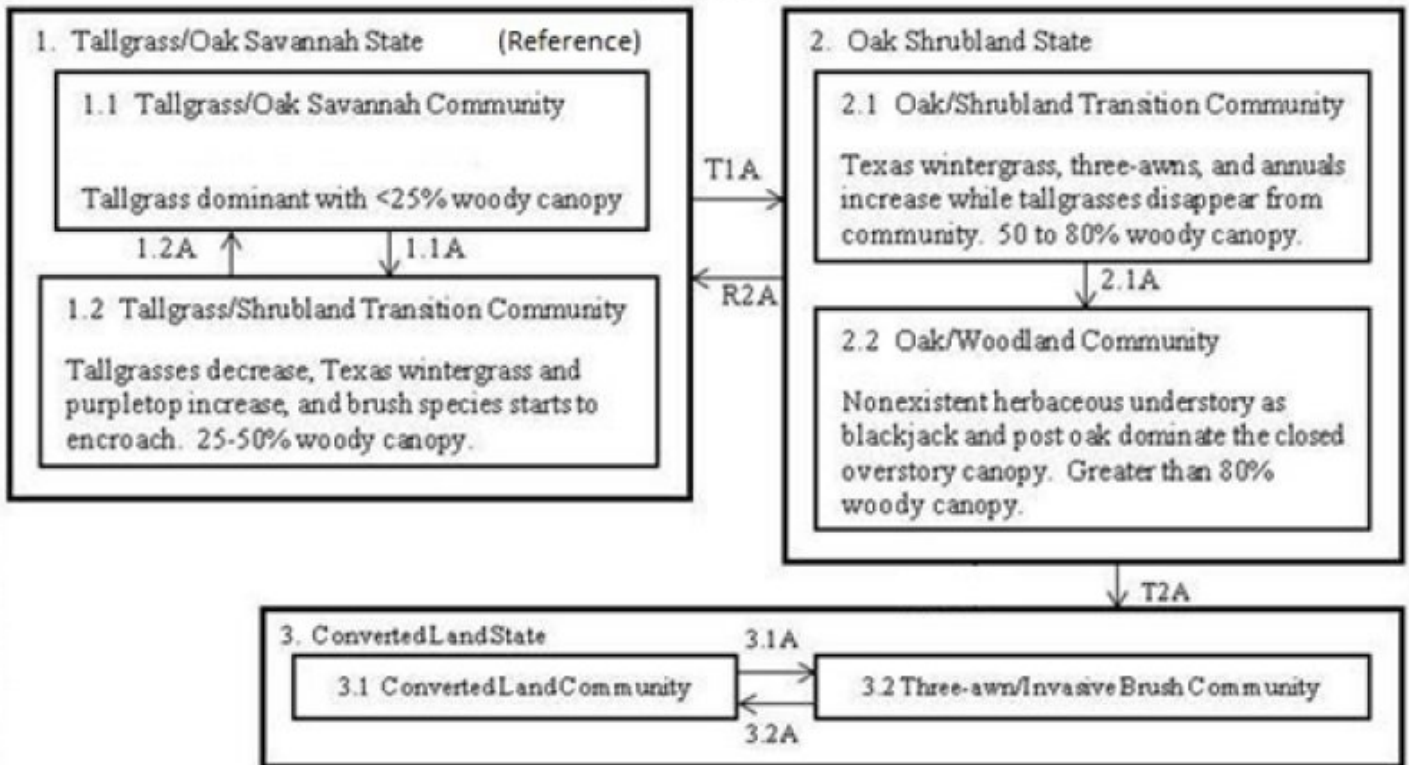 1. Tallgrass/Oak Savannah State (Reference)
1.1 Tallgrass/Oak Savannah Community
Tallgrass dominant with <25% woody canopy
1.2A
1.1A
1.2 Tallgrass/Shrubland Transition Community
Tallgrasses decrease, Texas wintergrass and
purpletop increase, and brush species starts to
encroach. 25-50% woody canopy.
T1A
R2A
2. Oak Shrubland State
2.1 Oak/Shrubland Transition Community
Texas wintergrass, three-awns, and annuals
increase while tallgrasses disappear from
community. 50 to 80% woody canopy.
2.1A
2.2 Oak/Woodland Community
Nonexistent herbaceous understory as
blackjack and post oak dominate the closed
overstory canopy. Greater than 80%
woody canopy.
T2A
3. Converted Land State
3.1A
3.1 Converted Land Community
3.2 Three-awn/Invasive Brush Community
3.2A